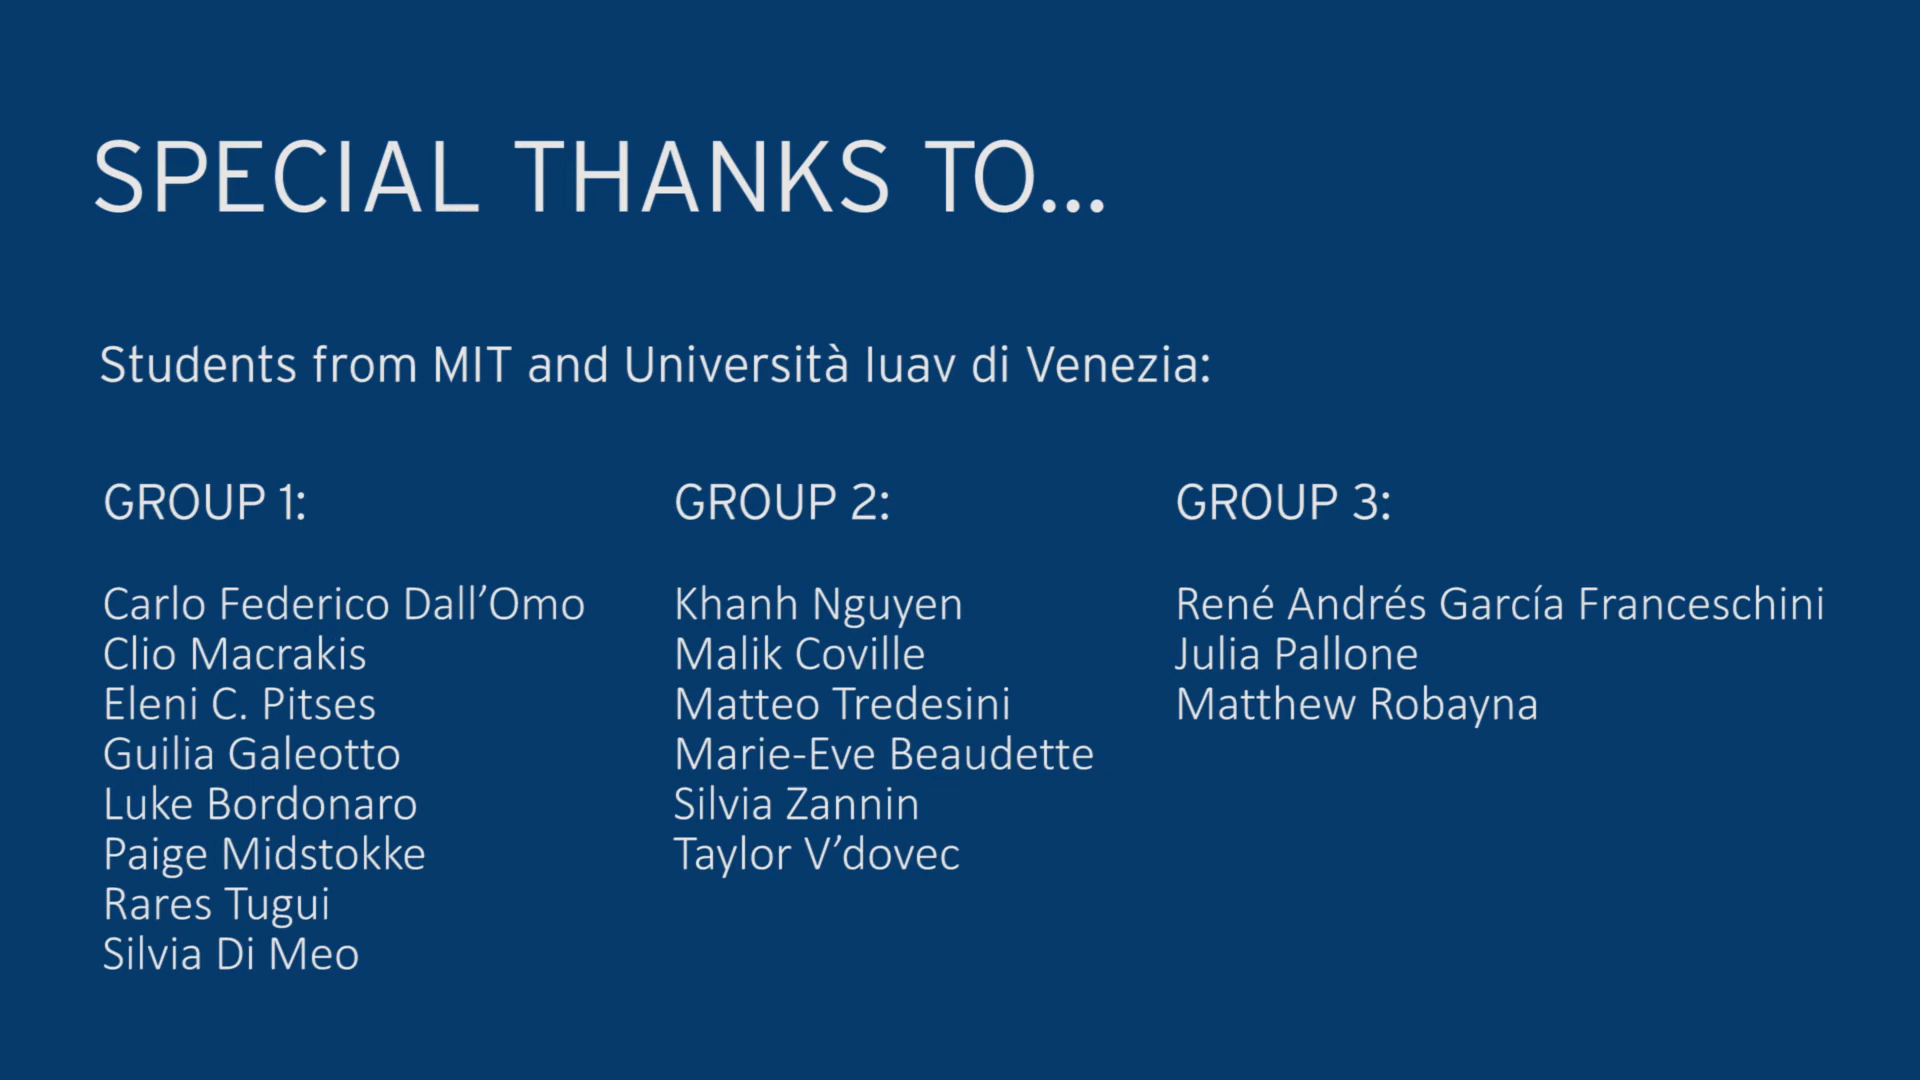 SPECIAL THANKS TO...
Students from MIT and Università Iuav di Venezia:
GROUP 1:
Carlo Federico Dall’Omo
Clio Macrakis
Eleni C. Pitses
Guilia Galeotto
Luke Bordonaro
Paige Midstokke
Rares Tugui
Silvia Di Meo
GROUP 2:
Khanh Nguyen
Malik Coville
Matteo Tredesini
Marie-Eve Beaudette
Silvia Zannin
Taylor V’dovec
GROUP 3:
René Andrés García Franceschini
Julia Pallone
Matthew Robayna